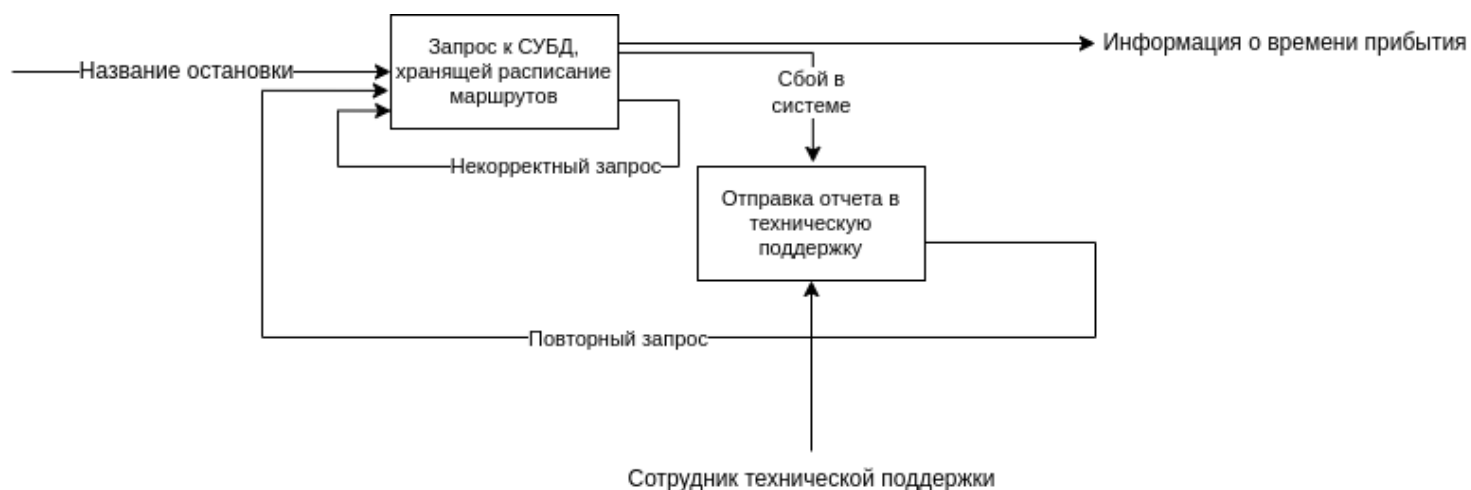 Запрос к СУБД,
хранящей расписание
маршрутов
Информация о времени прибытия
Название остановки
Сбой в
системе
Некорректный запрос
Отправка отчета в
техническую
поддержку
Повторный запрос
Сотрудник технической поддержки